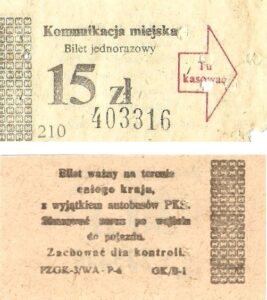 Komunikacja miejska
Bilet jednorazowy
Tu
kasować
15 zł
403316
210
Bilet ważny na terenie
całego kraju,
z wyjątkiem autobusów PKS.
Skasować zaraz po wejściu
do pojazdu.
Zachować dla kontroli.
PZGK-3/WA - P-6 GK/B-1